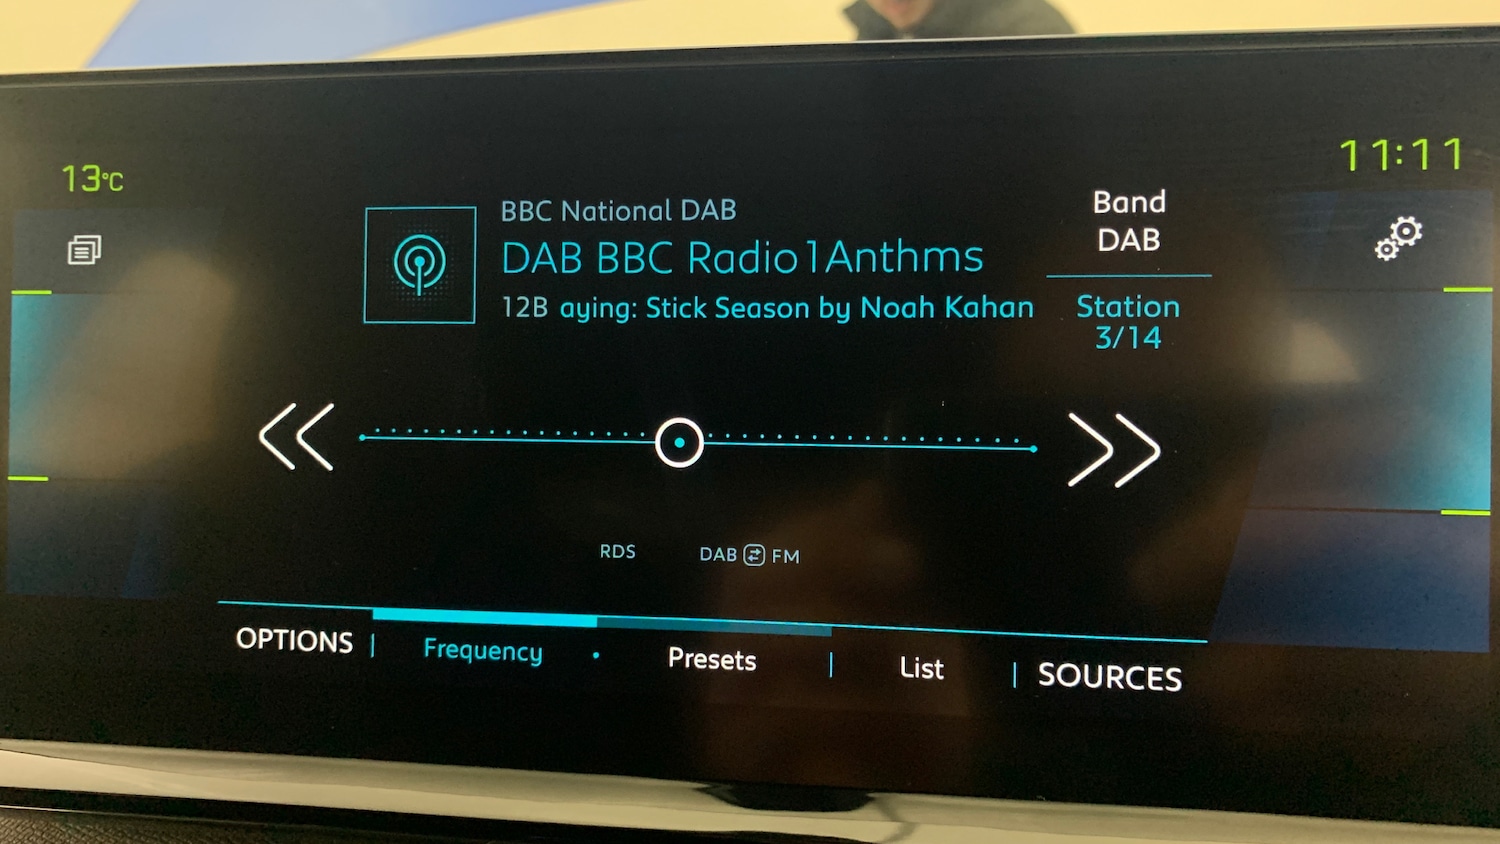 13°C
11:11
BBC National DAB
DAB BBC Radio1Anthms
12B aying: Stick Season by Noah Kahan
Band
DAB
Station
3/14
RDS DAB FM
OPTIONS Frequency Presets List SOURCES